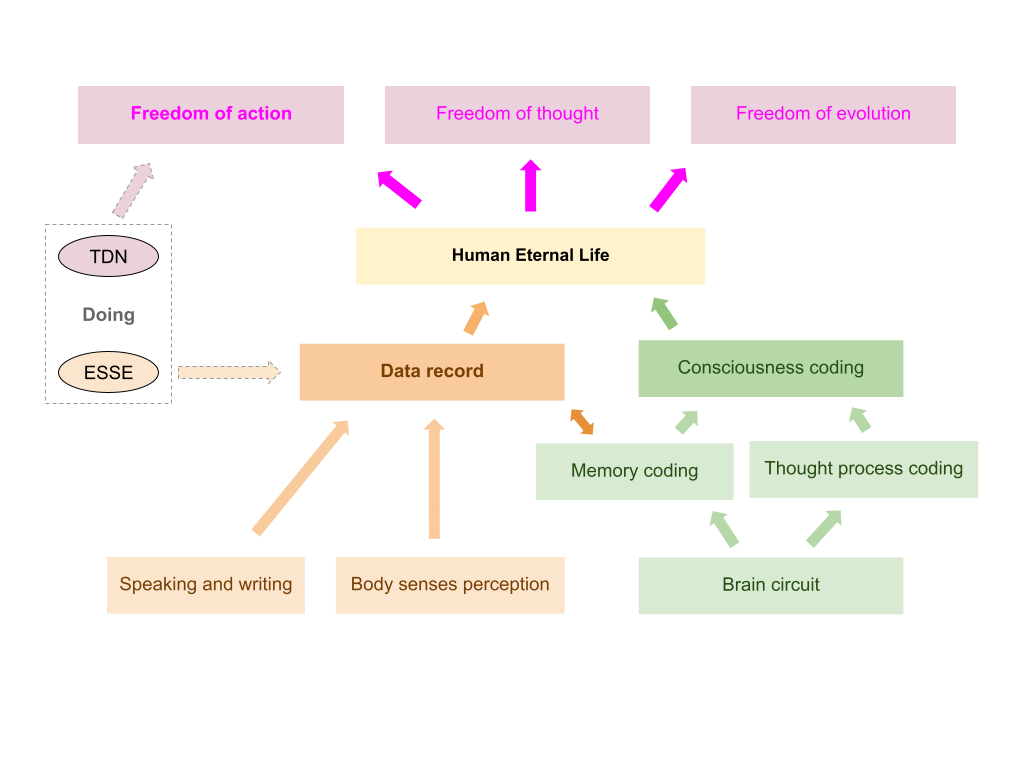 Freedom of action
Freedom of thought
Freedom of evolution
TDN
Human Eternal Life
Doing
ESSE
Data record
Consciousness coding
Memory coding
Thought process coding
Speaking and writing
Body senses perception
Brain circuit